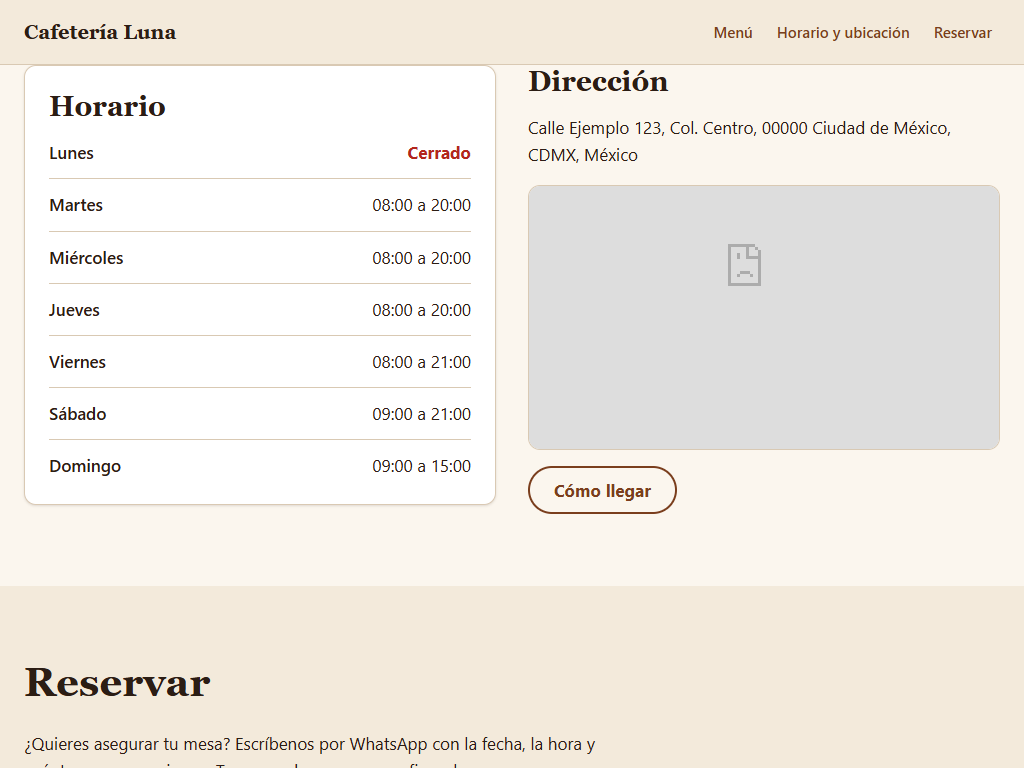 Cafetería Luna
Menú
Horario y ubicación
Reservar
Horario
Lunes Cerrado
Martes 08:00 a 20:00
Miércoles 08:00 a 20:00
Jueves 08:00 a 20:00
Viernes 08:00 a 21:00
Sábado 09:00 a 21:00
Domingo 09:00 a 15:00
Dirección
Calle Ejemplo 123, Col. Centro, 00000 Ciudad de México,
CDMX, México
Cómo llegar
Reservar
¿Quieres asegurar tu mesa? Escríbenos por WhatsApp con la fecha, la hora y